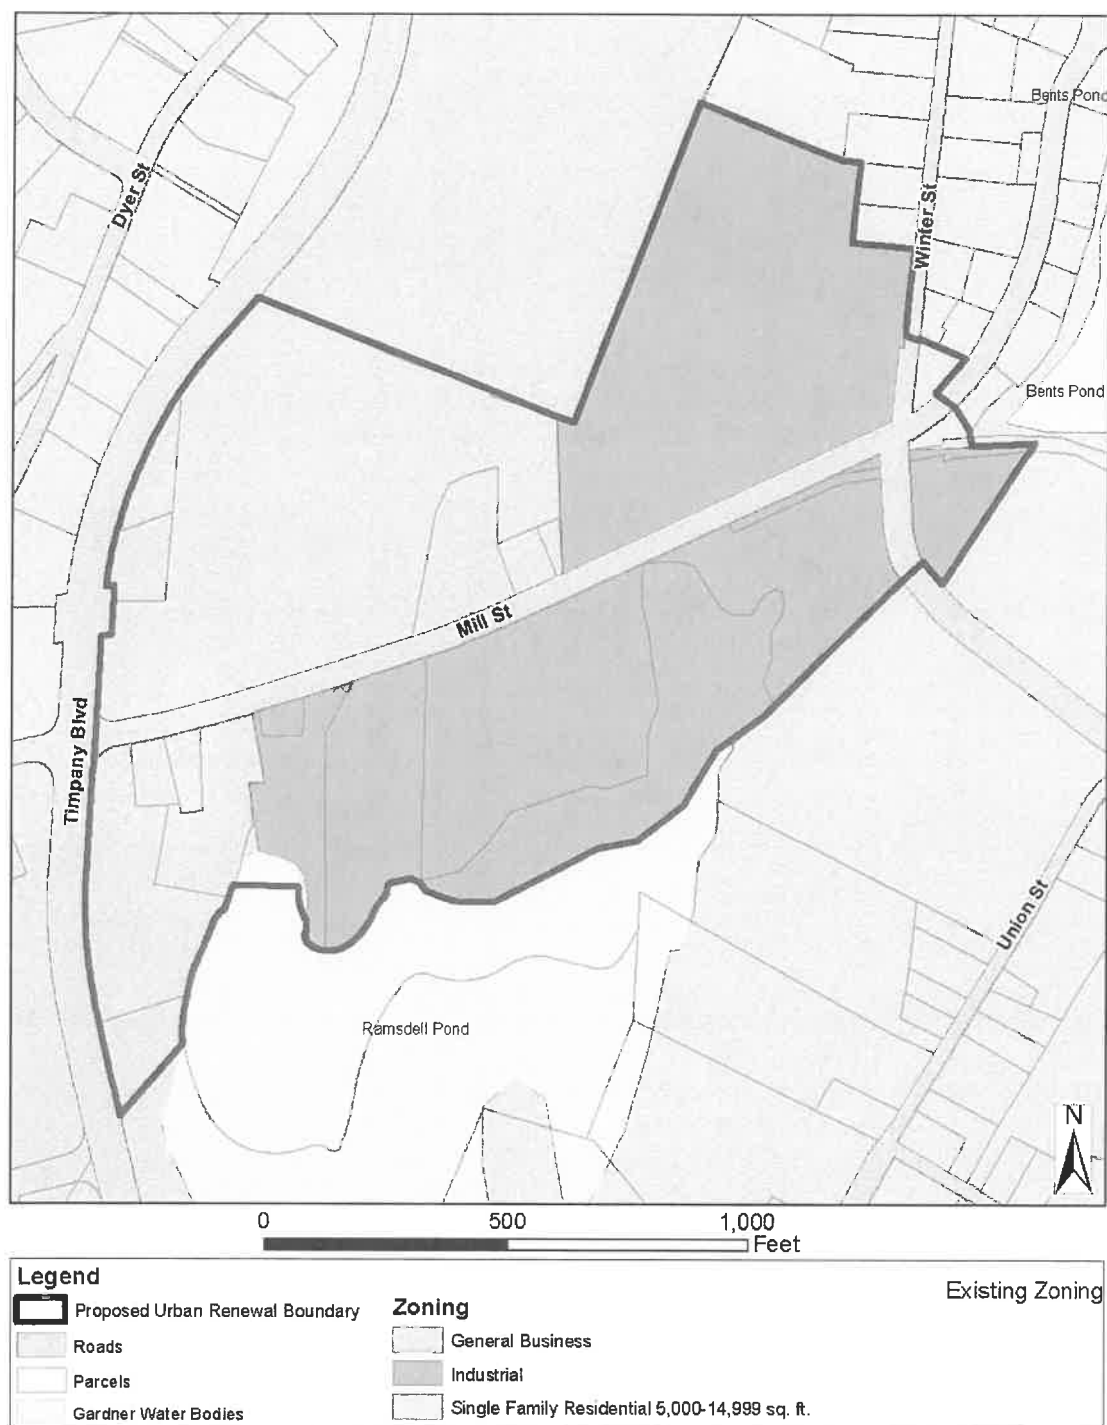 Bents Pond
Dyer St
Winter St
Bents Pond
Mill St
Timpany Blvd
Union St
Ramsdell Pond
N
0 500 1,000
Feet
Legend
Existing Zoning
Proposed Urban Renewal Boundary
Roads
Parcels
Gardner Water Bodies
Zoning
General Business
Industrial
Single Family Residential 5,000-14,999 sq. ft.